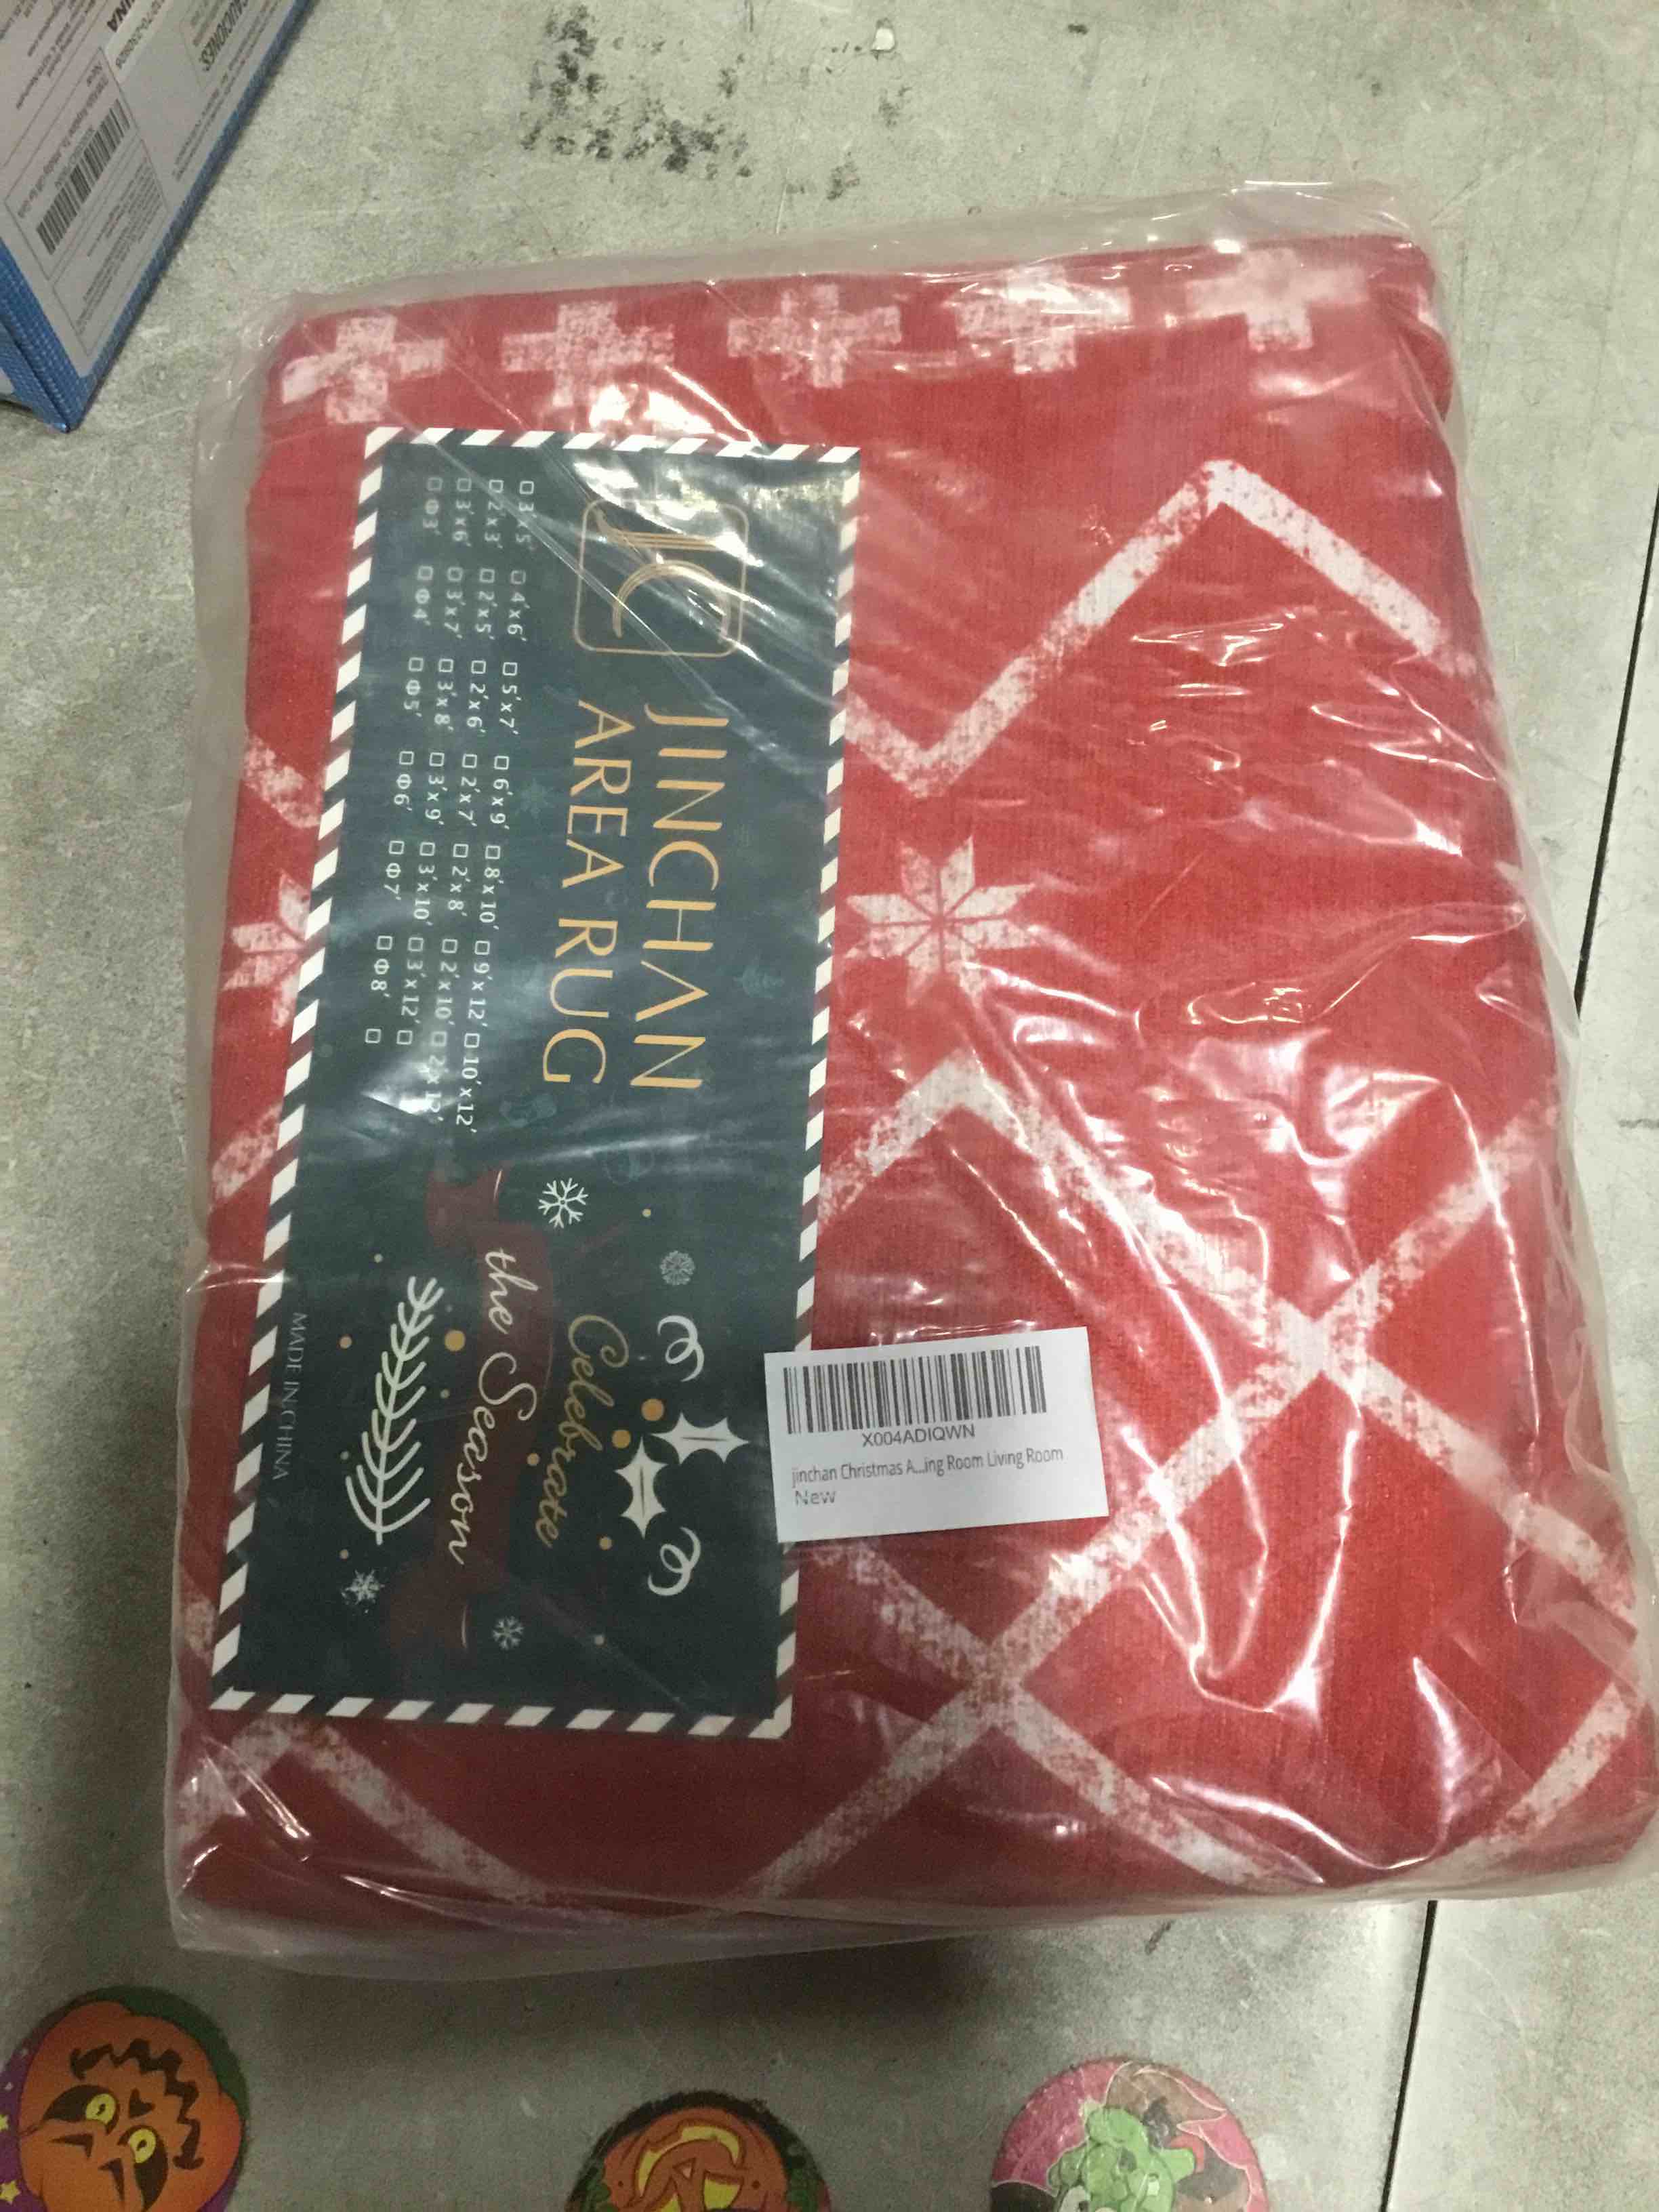 JC
JINCHAN
AREA RUG
□ 3'x5' □ 4'x6' □ 5'x7' □ 6'x9' □ 8'x10' □ 9'x12' □ 10'x12'
□ 2'x3' □ 2'x5' □ 2'x6' □ 2'x7' □ 2'x8' □ 2'x10' □ 2'x12'
□ 3'x6' □ 3'x7' □ 3'x8' □ 3'x9' □ 3'x10' □ 3'x12' □
□ Φ3' □ Φ4' □ Φ5' □ Φ6' □ Φ7' □ Φ8' □
Celebrate
the Season
MADE IN CHINA
X004ADIQWN
jinchan Christmas A...ing Room Living Room
New